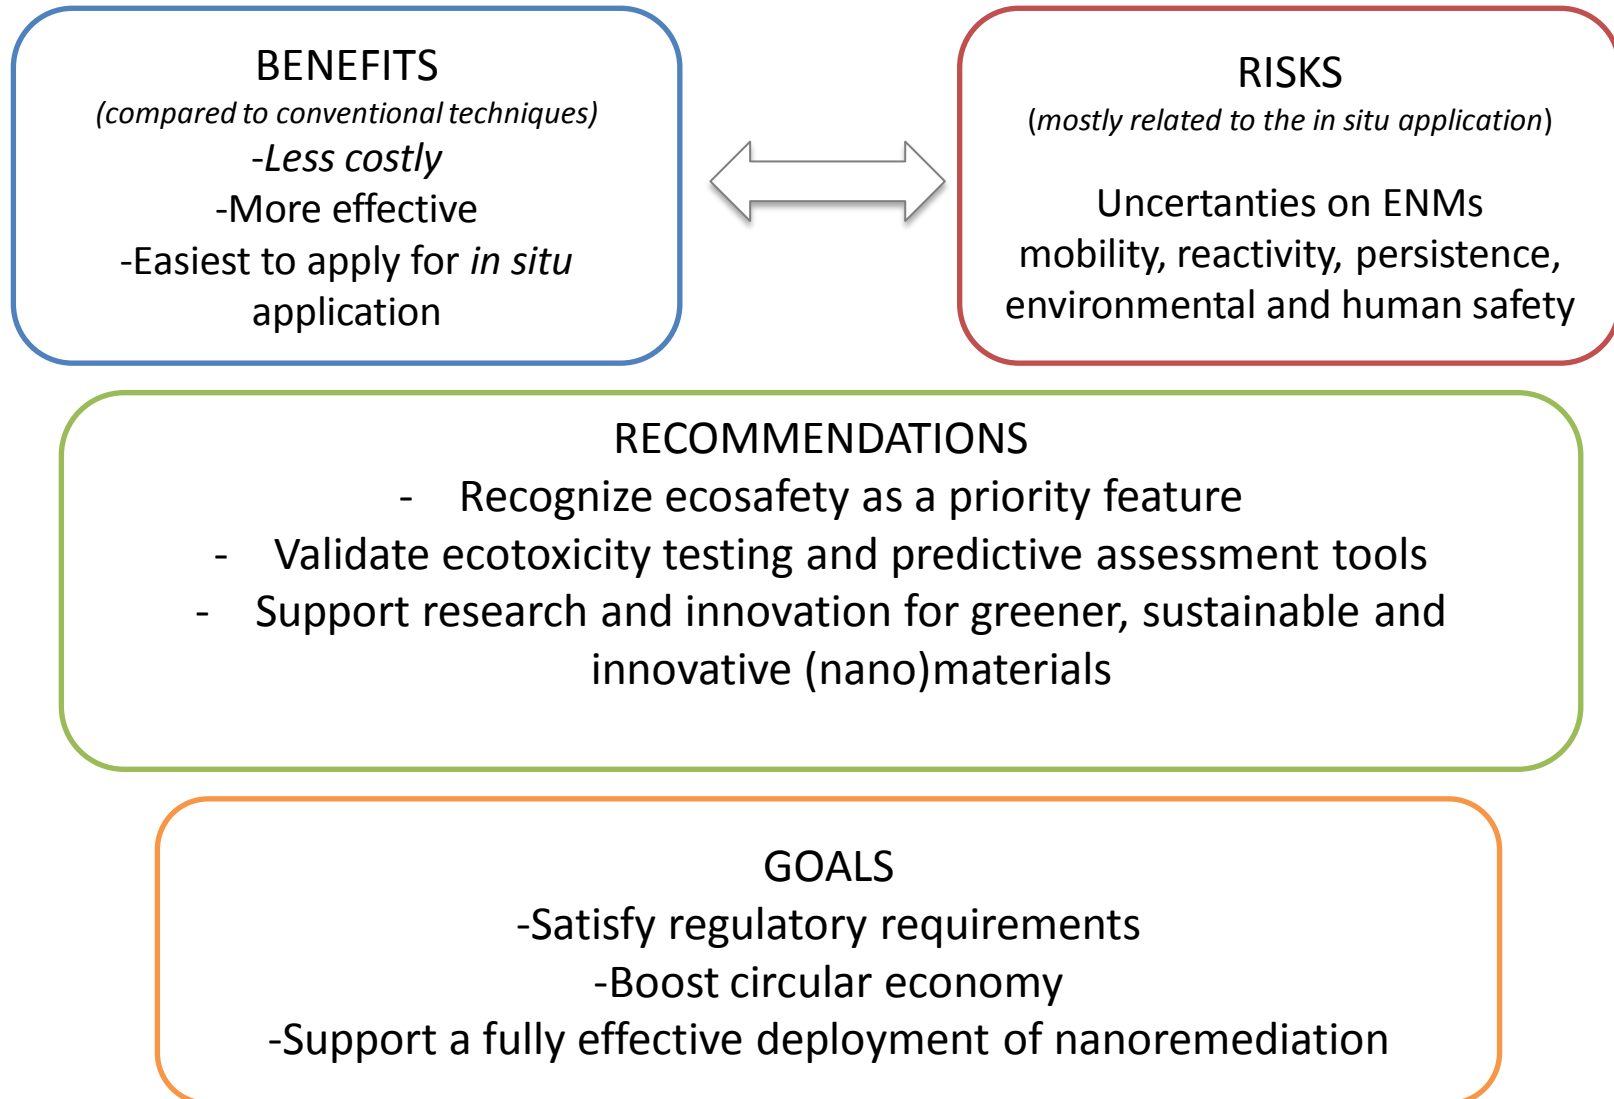 BENEFITS
(compared to conventional techniques)
-Less costly
-More effective
-Easiest to apply for in situ
application
RISKS
(mostly related to the in situ application)
Uncertanties on ENMs
mobility, reactivity, persistence,
environmental and human safety
RECOMMENDATIONS
- Recognize ecosafety as a priority feature
- Validate ecotoxicity testing and predictive assessment tools
- Support research and innovation for greener, sustainable and
innovative (nano)materials
GOALS
-Satisfy regulatory requirements
-Boost circular economy
-Support a fully effective deployment of nanoremediation